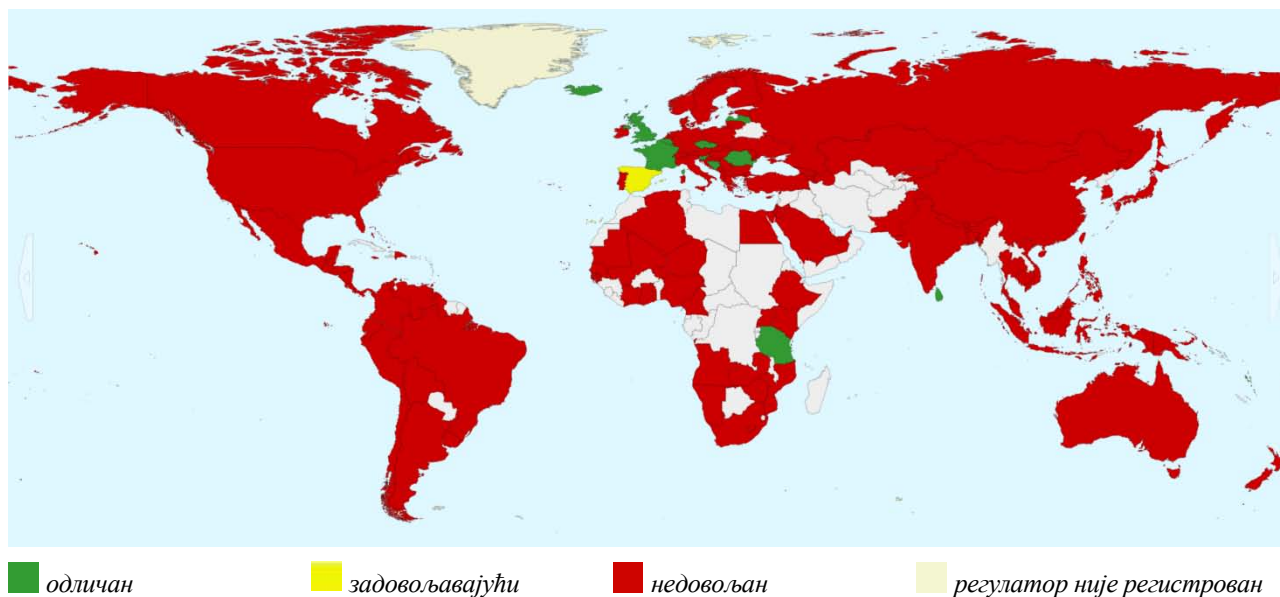 одличан задовољавајући недовољан регулатор није регистрован